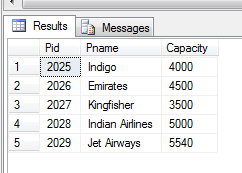 Results Messages
Pid Pname Capacity
1 2025 Indigo 4000
2 2026 Emirates 4500
3 2027 Kingfisher 3500
4 2028 Indian Airlines 5000
5 2029 Jet Airways 5540